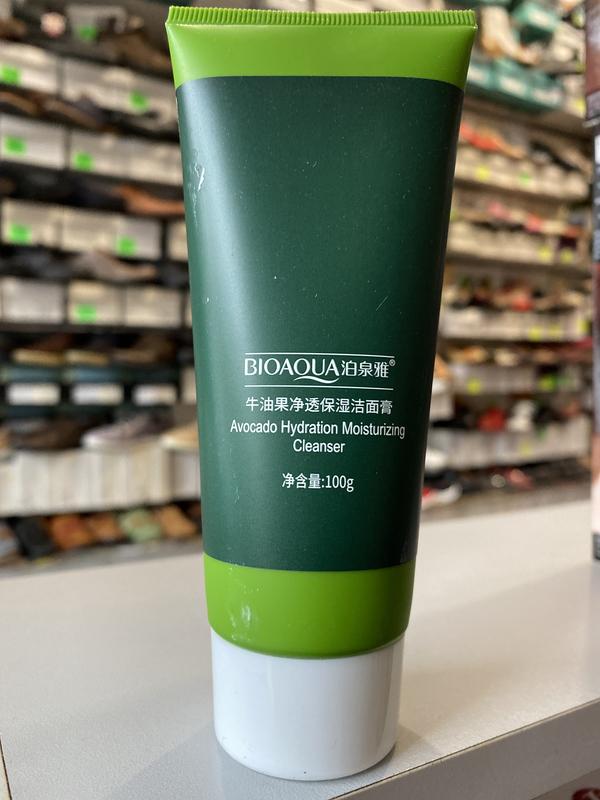 BIOAQUA泊泉雅®
牛油果净透保湿洁面膏
Avocado Hydration Moisturizing
Cleanser
净含量:100g